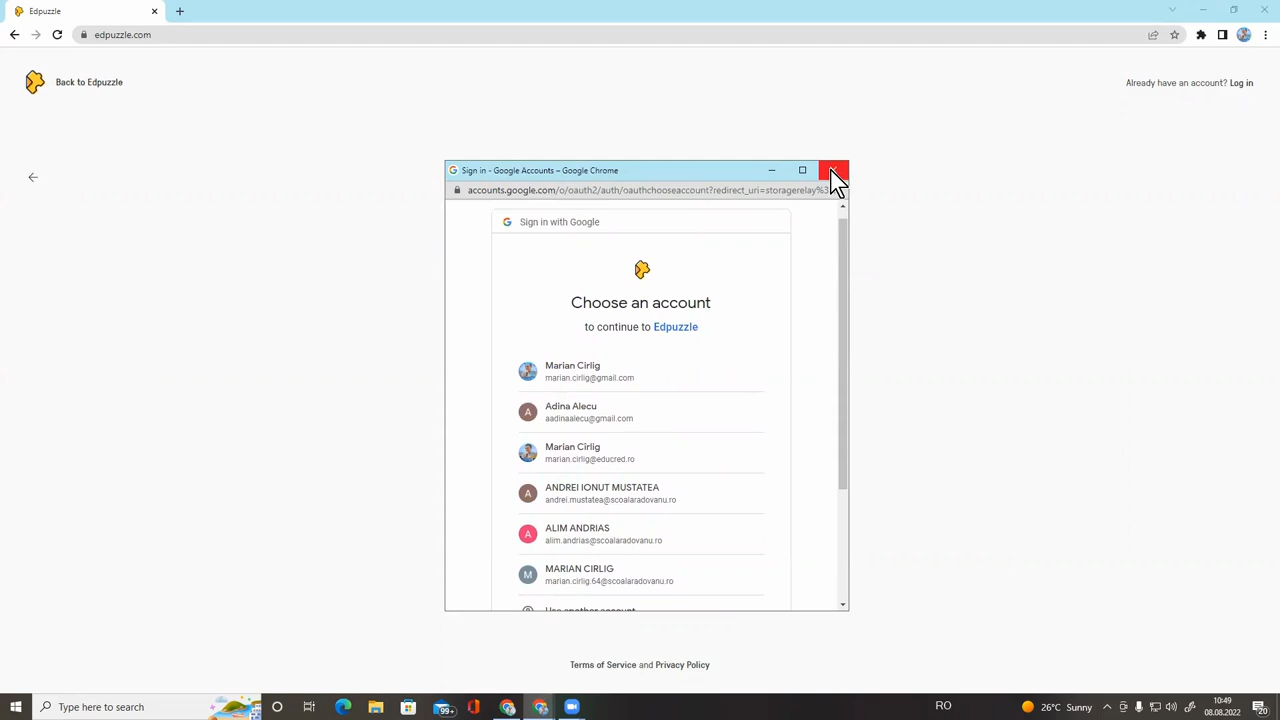 Edpuzzle
edpuzzle.com
Back to Edpuzzle
Already have an account? Log in
Sign in - Google Accounts – Google Chrome
accounts.google.com/o/oauth2/auth/oauthchooseaccount?redirect_uri=storagerelay%3
Sign in with Google
Choose an account
to continue to Edpuzzle
Marian Cirlig
marian.cirlig@gmail.com
A
Adina Alecu
aadinaalecu@gmail.com
Marian Cirlig
marian.cirlig@educred.ro
A
ANDREI IONUT MUSTATEA
andrei.mustatea@scoalaradovanu.ro
A
ALIM ANDRIAS
alim.andrias@scoalaradovanu.ro
M
MARIAN CIRLIG
marian.cirlig.64@scoalaradovanu.ro
Use another account
Terms of Service and Privacy Policy
Type here to search
99+
RO
26°C Sunny
10:49
08.08.2022